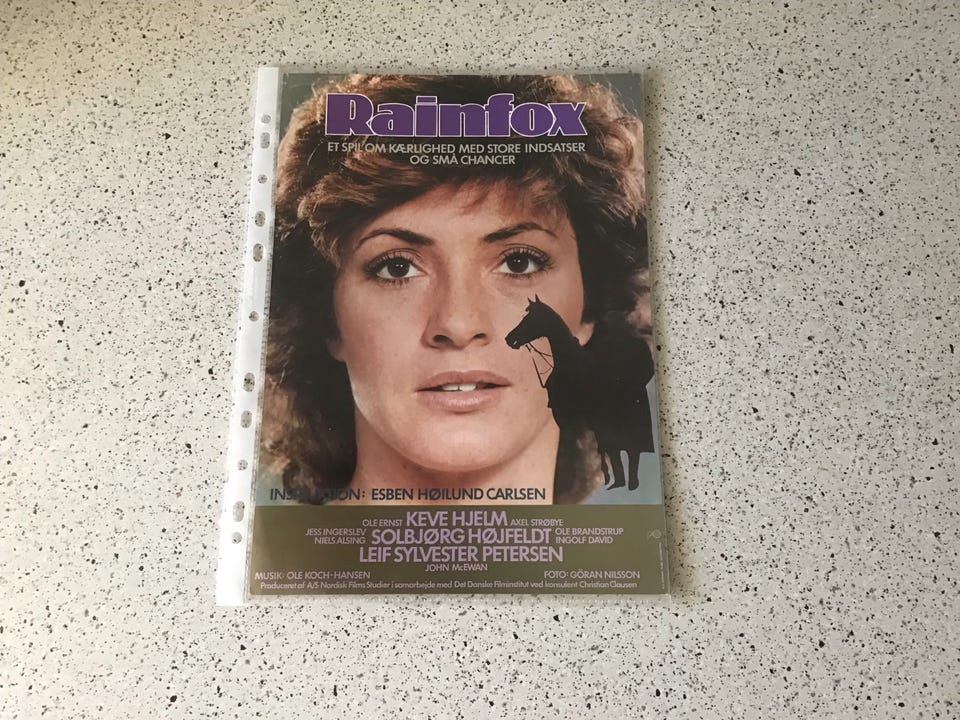 Rainfox
ET SPIL OM KÆRLIGHED MED STORE INDSATSER
OG SMÅ CHANCER
INSTRUKTION: ESBEN HØILUND CARLSEN
OLE ERNST KEVE HJELM AXEL STRØBYE
JESS INGERSLEV SOLBJØRG HØJFELDT OLE BRANDSTRUP
NIELS ALSING INGOLF DAVID
LEIF SYLVESTER PETERSEN
JOHN McEWAN
MUSIK: OLE KOCH-HANSEN FOTO: GÖRAN NILSSON
Produceret af A/S Nordisk Films Studier i samarbejde med Det Danske Filminstitut ved konsulent Christian Clausen